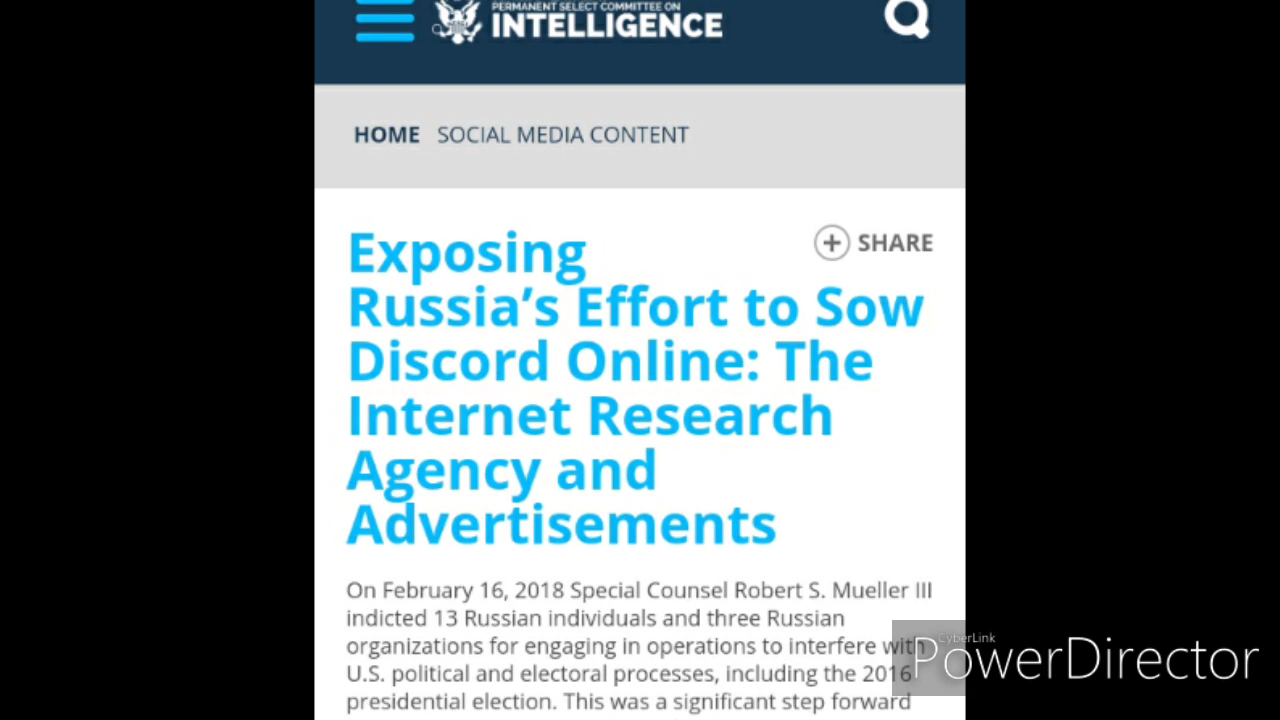 PERMANENT SELECT COMMITTEE ON
INTELLIGENCE
HOME SOCIAL MEDIA CONTENT
SHARE
Exposing
Russia’s Effort to Sow
Discord Online: The
Internet Research
Agency and
Advertisements
On February 16, 2018 Special Counsel Robert S. Mueller III
indicted 13 Russian individuals and three Russian
organizations for engaging in operations to interfere with
U.S. political and electoral processes, including the 2016
presidential election. This was a significant step forward
CyberLink
PowerDirector